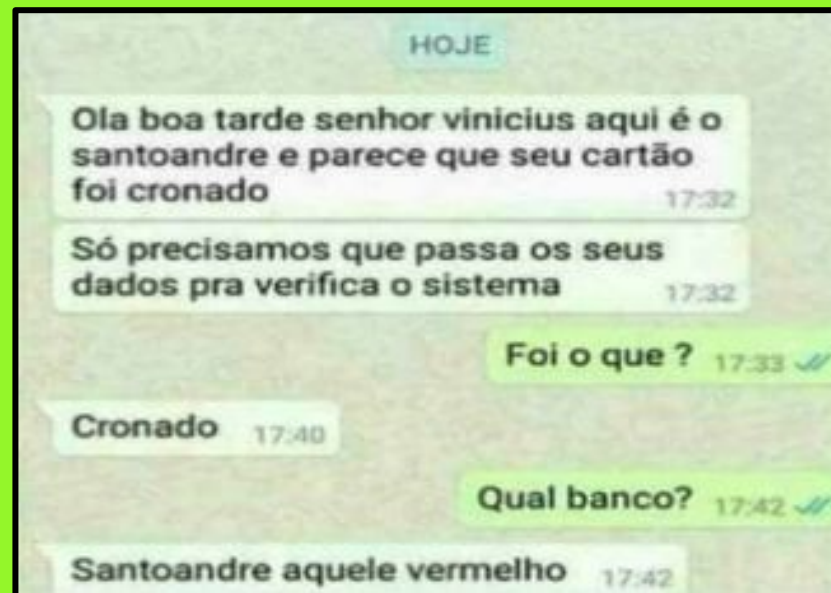 HOJE
Ola boa tarde senhor vinicius aqui é o
santoandre e parece que seu cartão
foi cronado
17:32
Só precisamos que passa os seus
dados pra verifica o sistema
17:32
Foi o que ? 17:33
Cronado 17:40
Qual banco? 17:42
Santoandre aquele vermelho 17:42